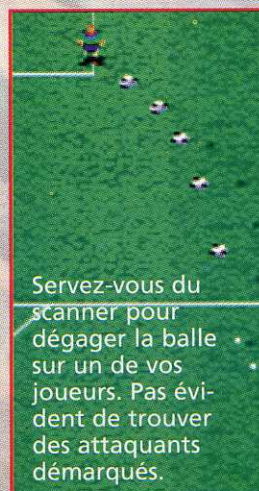 Servez-vous du
scanner pour
dégager la balle
sur un de vos
joueurs. Pas évi-
dent de trouver
des attaquants
démarqués.